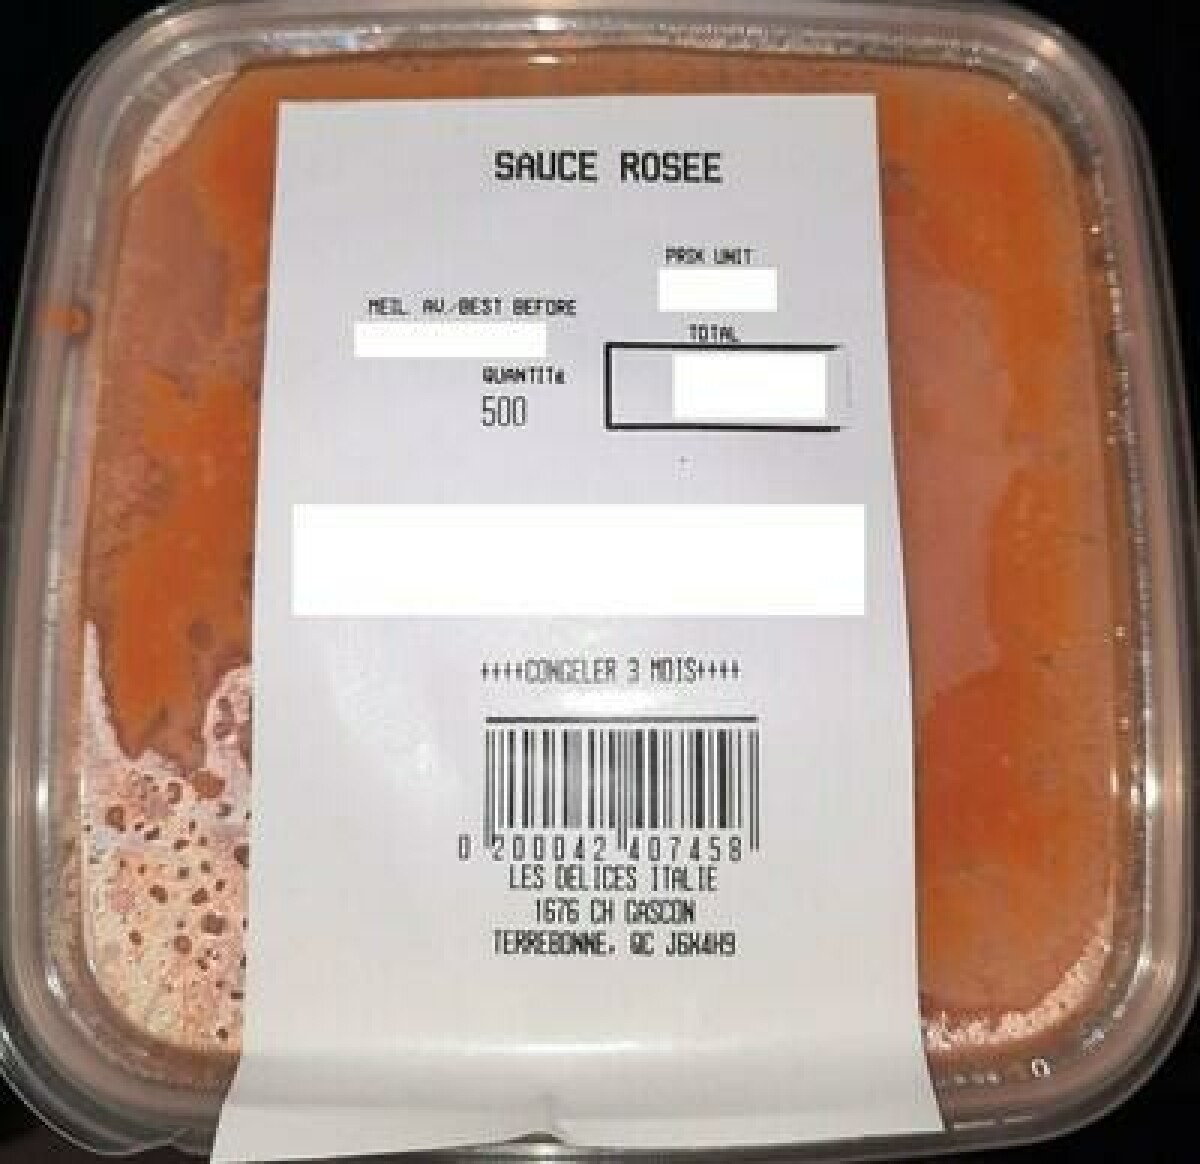 SAUCE ROSEE
PRIX UNIT
MEIL AV./BEST BEFORE
TOTAL
QUANTITé
500
++++CONGELER 3 MOIS++++
0 200042 407458
LES DELICES ITALIE
1676 CH GASCON
TERREBONNE, QC J6X4H9